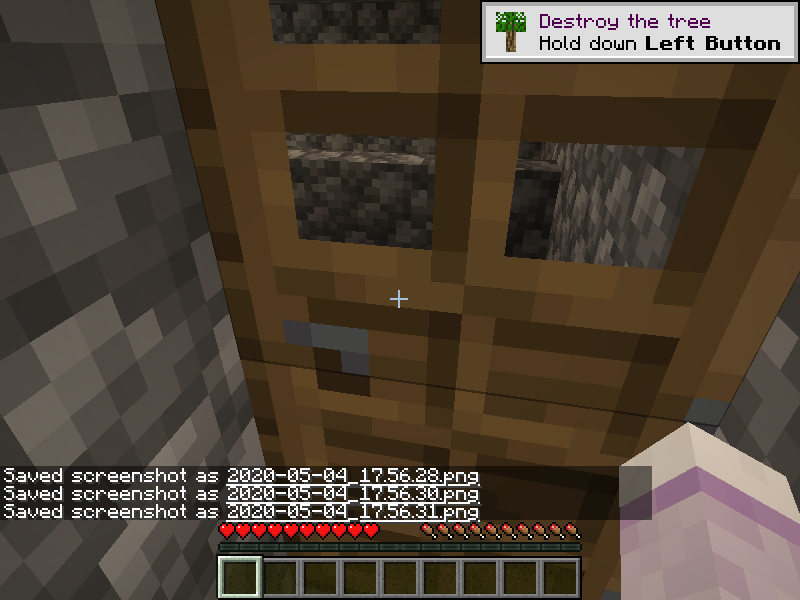 Destroy the tree
Hold down Left Button
Saved screenshot as 2020-05-04_17.56.28.png
Saved screenshot as 2020-05-04_17.56.30.png
Saved screenshot as 2020-05-04_17.56.31.png